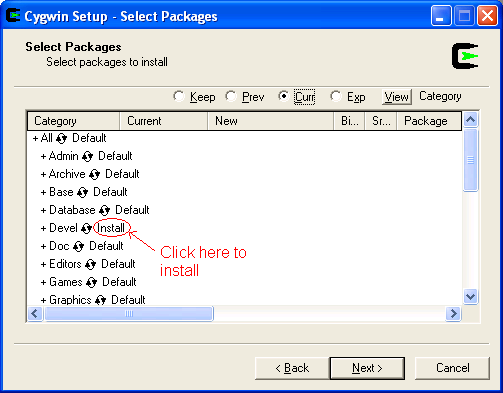 Cygwin Setup - Select Packages
Select Packages
Select packages to install
Keep Prev Curr Exp View Category
Category Current New Bi... Sr... Package
+ All Default
+ Admin Default
+ Archive Default
+ Base Default
+ Database Default
+ Devel Install
+ Doc Default
+ Editors Default
+ Games Default
+ Graphics Default
Click here to
install
< Back Next > Cancel